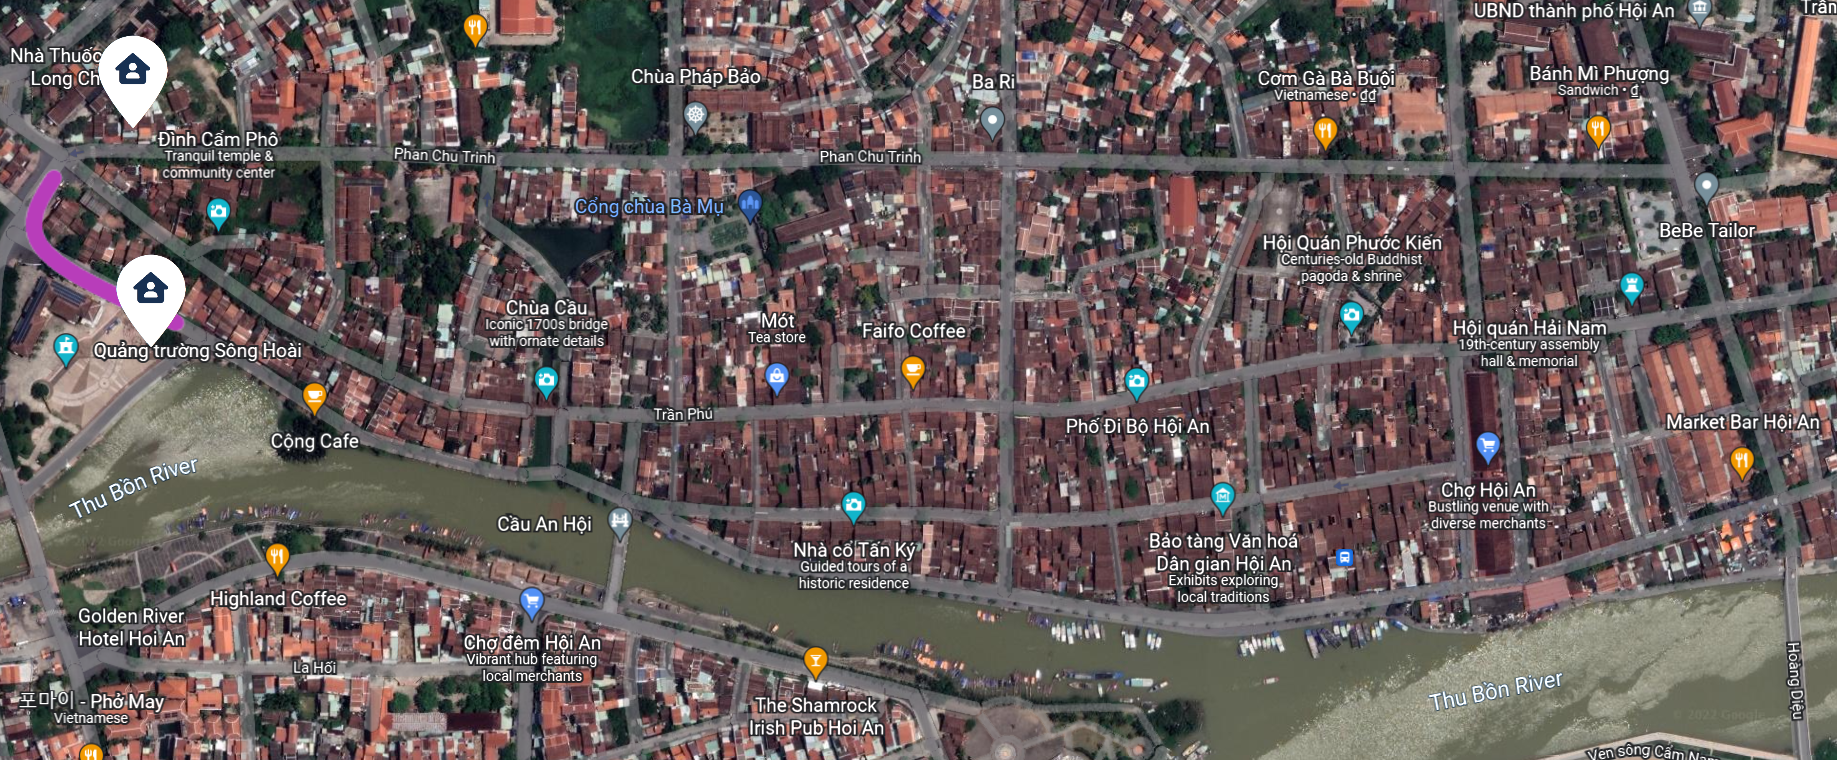 UBND thành phố Hội An
Trần
Nhà Thuốc
Long Ch
Chùa Pháp Bảo
Ba Ri
Cơm Gà Bà Buội
Vietnamese • ₫₫
Bánh Mì Phượng
Sandwich • ₫
Đình Cẩm Phô
Tranquil temple &
community center
Phan Chu Trinh
Phan Chu Trinh
Cổng chùa Bà Mụ
BeBe Tailor
Hội Quán Phước Kiến
Centuries-old Buddhist
pagoda & shrine
Chùa Cầu
Iconic 1700s bridge
with ornate details
Mót
Tea store
Faifo Coffee
Hội quán Hải Nam
19th-century assembly
hall & memorial
Quảng trường Sông Hoài
Trần Phú
Phố Đi Bộ Hội An
Market Bar Hội An
Cộng Cafe
Thu Bồn River
Chợ Hội An
Bustling venue with
diverse merchants
Cầu An Hội
Nhà cổ Tấn Ký
Guided tours of a
historic residence
Bảo tàng Văn hoá
Dân gian Hội An
Exhibits exploring
local traditions
Highland Coffee
Golden River
Hotel Hoi An
Chợ đêm Hội An
Vibrant hub featuring
local merchants
La Hối
Hoàng Diệu
Thu Bồn River
포마이 - Phở May
Vietnamese
The Shamrock
Irish Pub Hoi An
Ven sông Cẩm Nam